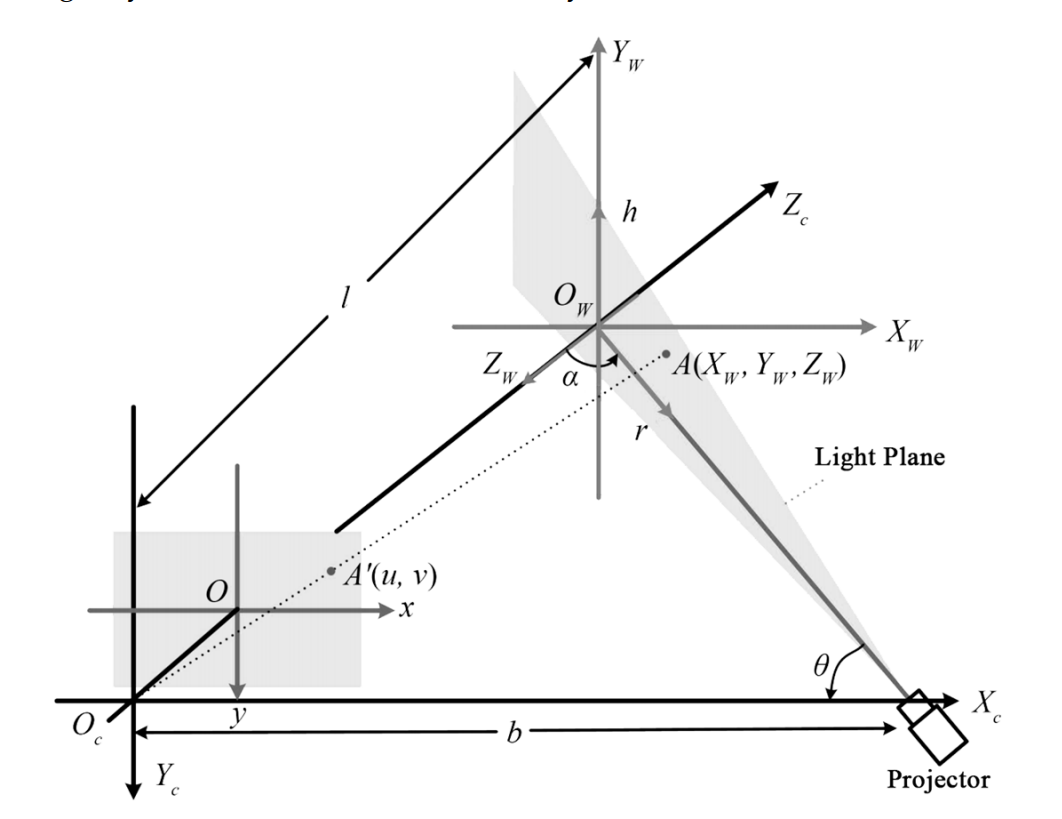 Y_W
Z_c
h
l
O_W
X_W
Z_W
α
A(X_W, Y_W, Z_W)
r
Light Plane
O
A'(u, v)
x
θ
O_c
y
b
X_c
Y_c
Projector